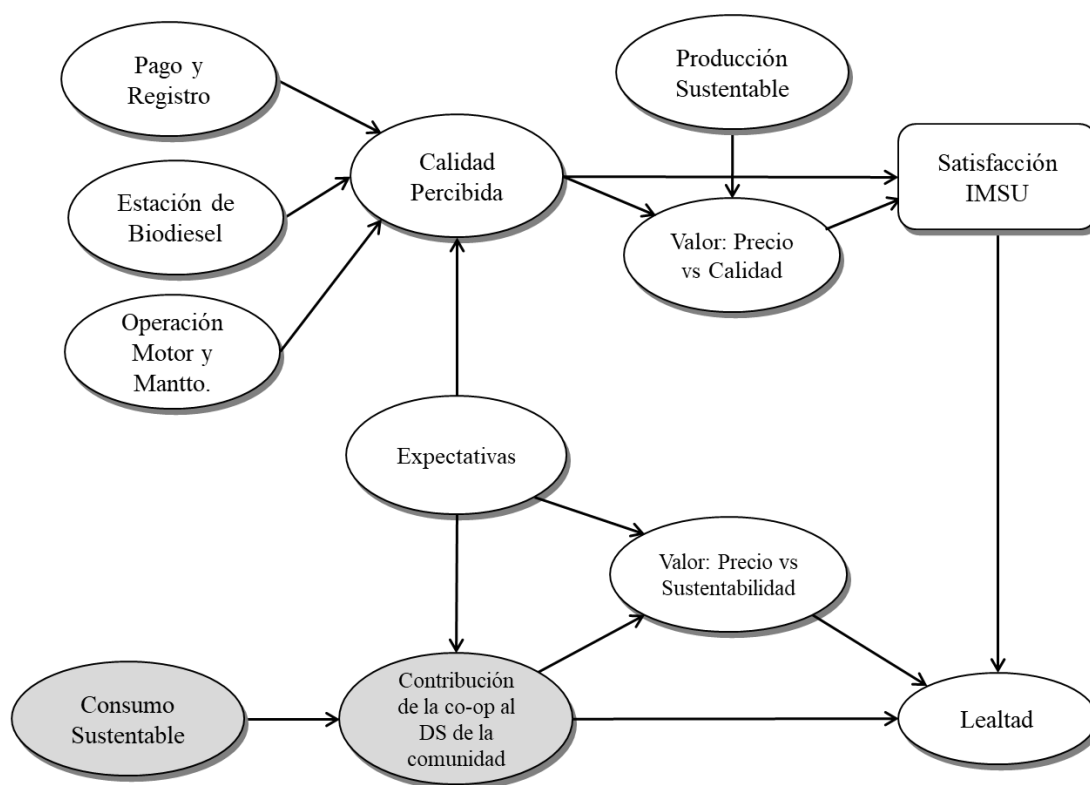 Pago y
Registro
Producción
Sustentable
Calidad
Percibida
Satisfacción
IMSU
Estación de
Biodiesel
Valor: Precio
vs Calidad
Operación
Motor y
Mantto.
Expectativas
Valor: Precio vs
Sustentabilidad
Consumo
Sustentable
Contribución
de la co-op al
DS de la
comunidad
Lealtad